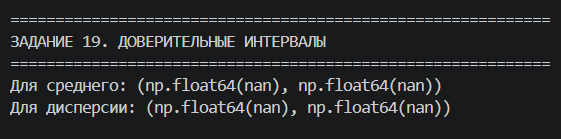 ============================================================
ЗАДАНИЕ 19. ДОВЕРИТЕЛЬНЫЕ ИНТЕРВАЛЫ
============================================================
Для среднего: (np.float64(nan), np.float64(nan))
Для дисперсии: (np.float64(nan), np.float64(nan))